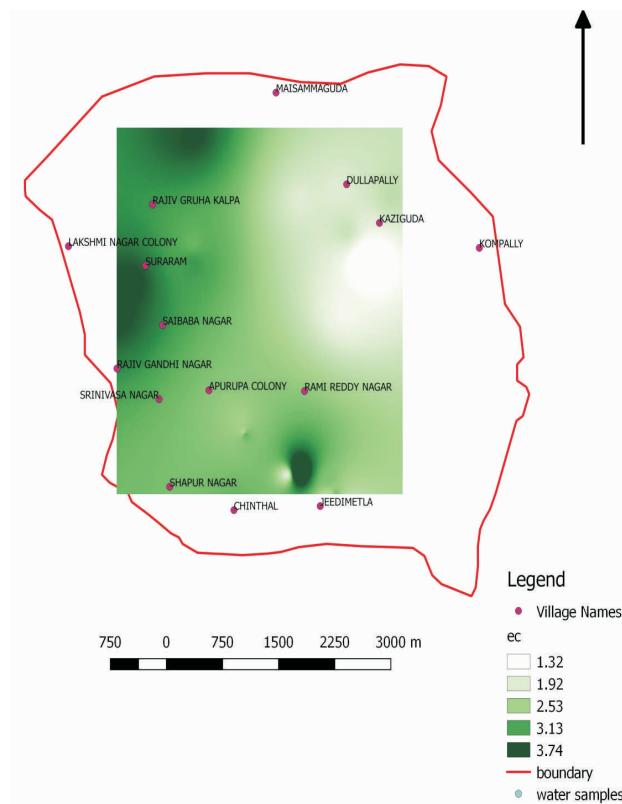 MAISAMMAGUDA
DULLAPALLY
RAJIV GRUHA KALPA
KAZIGUDA
LAKSHMI NAGAR COLONY
KOMPALLY
SURARAM
SAIBABA NAGAR
RAJIV GANDHI NAGAR
APURUPA COLONY
RAMI REDDY NAGAR
SRINIVASA NAGAR
SHAPUR NAGAR
CHINTHAL
JEEDIMETLA
Legend
Village Names
ec
750 0 750 1500 2250 3000 m
1.32
1.92
2.53
3.13
3.74
boundary
water samples